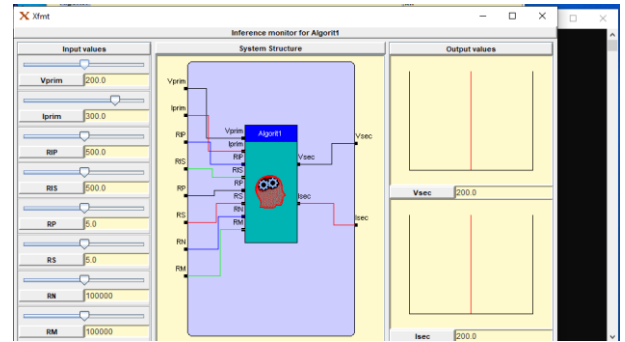 Xfmt
Inference monitor for Algorit1
Input values
System Structure
Output values
Vprim 200.0
Iprim 300.0
RIP 500.0
RIS 500.0
RP 5.0
RS 5.0
RN 100000
RM 100000
Vprim
Iprim
RIP
RIS
RP
RS
RN
RM
Algorit1
Vprim
Iprim
RIP
RIS
RP
RS
RN
RM
Vsec
Isec
Vsec
Isec
Vsec 200.0
Isec 200.0